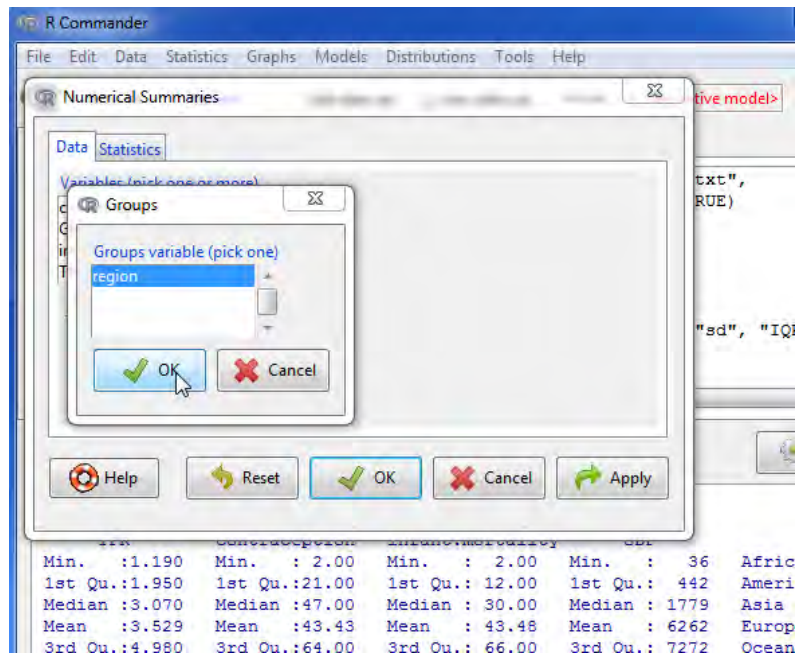 R Commander
File Edit Data Statistics Graphs Models Distributions Tools Help
Numerical Summaries
tive model>
Data Statistics
Variables (pick one or more)
txt",
RUE)
Groups
Groups variable (pick one)
region
"sd", "IQ
OK Cancel
Help Reset OK Cancel Apply
Min. :1.190 Min. : 2.00 Min. : 2.00 Min. : 36 Afric
1st Qu.:1.950 1st Qu.:21.00 1st Qu.: 12.00 1st Qu.: 442 Ameri
Median :3.070 Median :47.00 Median : 30.00 Median : 1779 Asia
Mean :3.529 Mean :43.43 Mean : 43.48 Mean : 6262 Europ
3rd Qu.:4.980 3rd Qu.:64.00 3rd Qu.: 66.00 3rd Qu.: 7272 Ocean